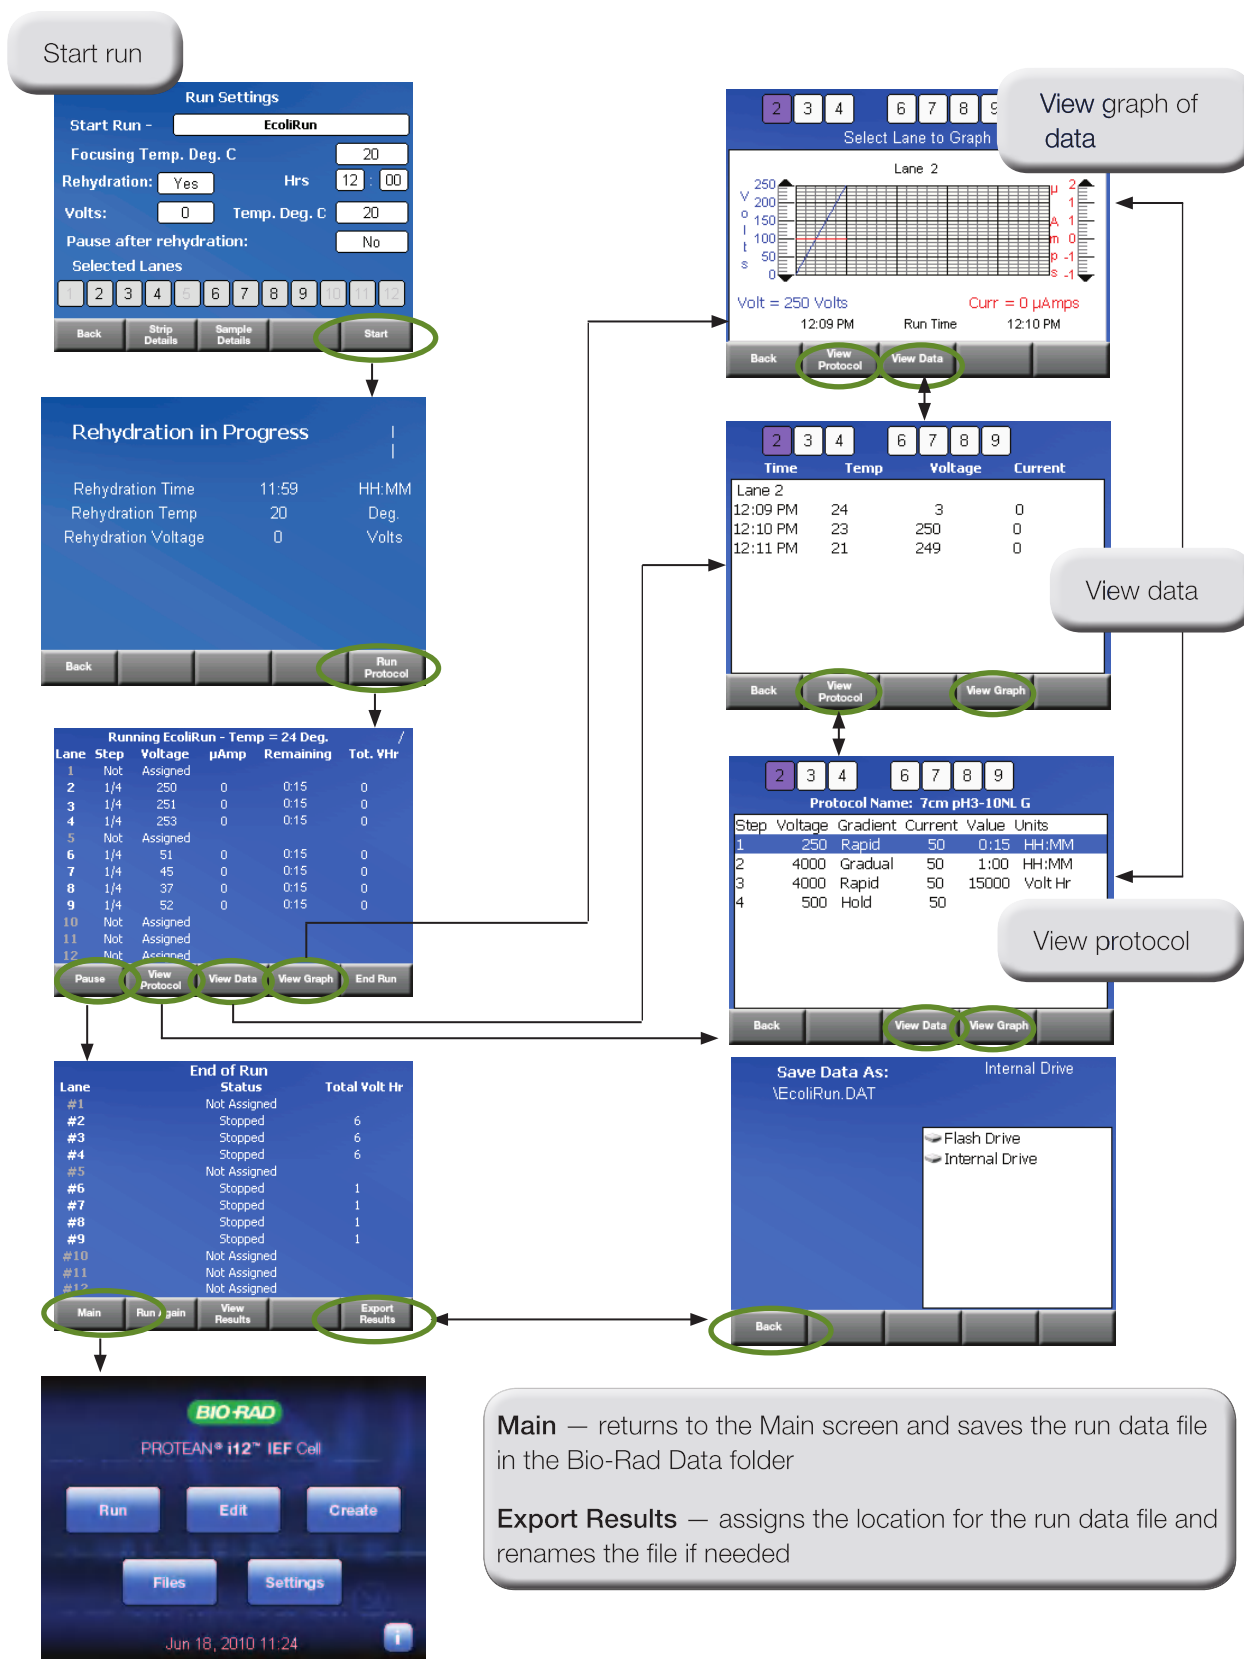 Start run
Run Settings
Start Run - EcoliRun
Focusing Temp. Deg. C 20
Rehydration: Yes Hrs 12 : 00
Volts: 0 Temp. Deg. C 20
Pause after rehydration: No
Selected Lanes
1 2 3 4 5 6 7 8 9 10 11 12
Back Strip Details Sample Details Start
Rehydration in Progress
Rehydration Time 11:59 HH:MM
Rehydration Temp 20 Deg.
Rehydration Voltage 0 Volts
Back Run Protocol
Running EcoliRun - Temp = 24 Deg. /
Lane Step Voltage µAmp Remaining Tot. VHr
1 Not Assigned
2 1/4 250 0 0:15 0
3 1/4 251 0 0:15 0
4 1/4 253 0 0:15 0
5 Not Assigned
6 1/4 51 0 0:15 0
7 1/4 45 0 0:15 0
8 1/4 37 0 0:15 0
9 1/4 52 0 0:15 0
10 Not Assigned
11 Not Assigned
12 Not Assigned
Pause View Protocol View Data View Graph End Run
End of Run
Lane Status Total Volt Hr
#1 Not Assigned
#2 Stopped 6
#3 Stopped 6
#4 Stopped 6
#5 Not Assigned
#6 Stopped 1
#7 Stopped 1
#8 Stopped 1
#9 Stopped 1
#10 Not Assigned
#11 Not Assigned
#12 Not Assigned
Main Run Again View Results Export Results
BIO-RAD
PROTEAN® i12™ IEF Cell
Run Edit Create
Files Settings
Jun 18, 2010 11:24 i
View graph of
data
2 3 4 6 7 8 9
Select Lane to Graph
Lane 2
Volts
250
200
150
100
50
0
µAmps
2
1
1
0
-1
-1
Volt = 250 Volts Curr = 0 µAmps
12:09 PM Run Time 12:10 PM
Back View Protocol View Data
2 3 4 6 7 8 9
Time Temp Voltage Current
Lane 2
12:09 PM 24 3 0
12:10 PM 23 250 0
12:11 PM 21 249 0
View data
Back View Protocol View Graph
2 3 4 6 7 8 9
Protocol Name: 7cm pH3-10NL G
Step Voltage Gradient Current Value Units
1 250 Rapid 50 0:15 HH:MM
2 4000 Gradual 50 1:00 HH:MM
3 4000 Rapid 50 15000 Volt Hr
4 500 Hold 50
View protocol
Back View Data View Graph
Save Data As: Internal Drive
\EcoliRun.DAT
Flash Drive
Internal Drive
Back
Main — returns to the Main screen and saves the run data file
in the Bio-Rad Data folder
Export Results — assigns the location for the run data file and
renames the file if needed